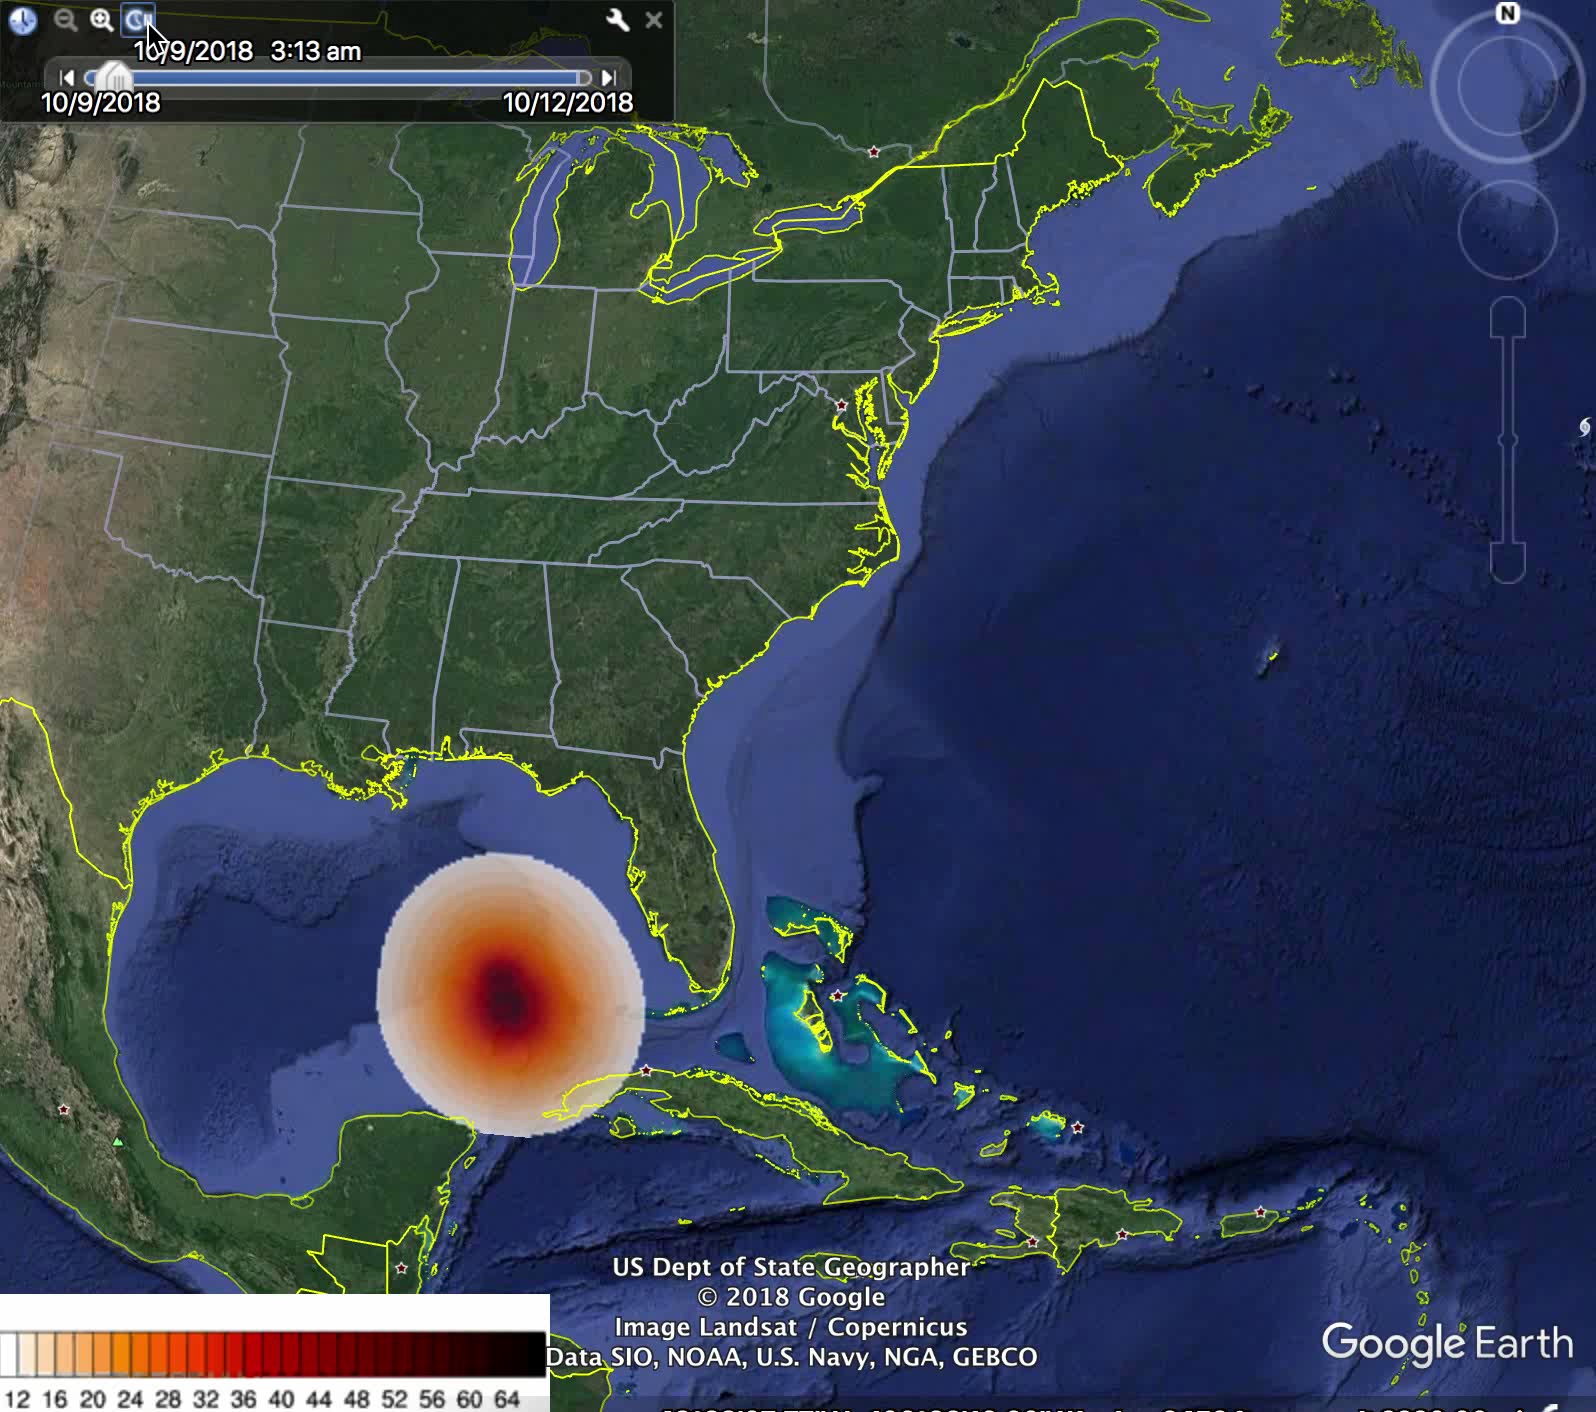 N
10/9/2018 3:13 am
10/9/2018
10/12/2018
US Dept of State Geographer
© 2018 Google
Image Landsat / Copernicus
Data SIO, NOAA, U.S. Navy, NGA, GEBCO
Google Earth
12 16 20 24 28 32 36 40 44 48 52 56 60 64